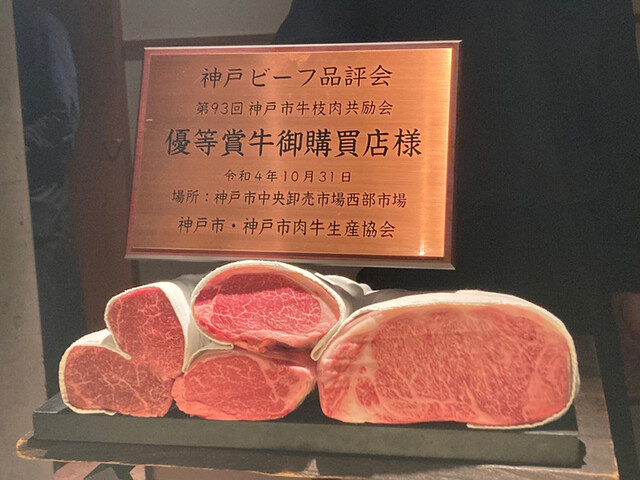 神戸ビーフ品評会
第93回神戸市牛枝肉共励会
優等賞牛御購買店様
令和4年10月31日
場所：神戸市中央卸売市場西部市場
神戸市・神戸市肉牛生産協会